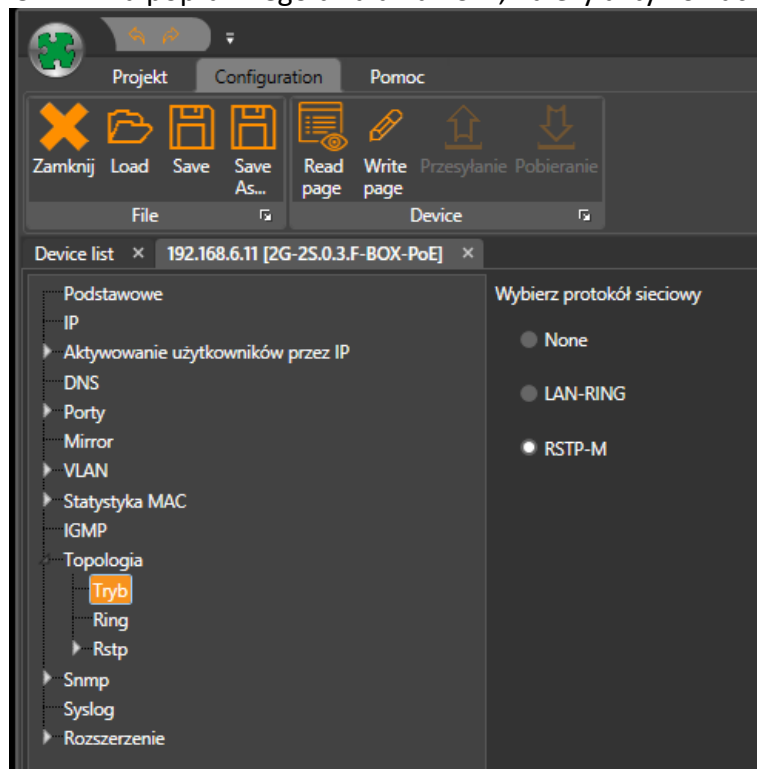 Projekt Configuration Pomoc
Zamknij Load Save Save As... Read page Write page Przesyłanie Pobieranie
File Device
Device list × 192.168.6.11 [2G-2S.0.3.F-BOX-PoE] ×
Podstawowe
IP
Aktywowanie użytkowników przez IP
DNS
Porty
Mirror
VLAN
Statystyka MAC
IGMP
Topologia
Tryb
Ring
Rstp
Snmp
Syslog
Rozszerzenie
Wybierz protokół sieciowy
None
LAN-RING
RSTP-M